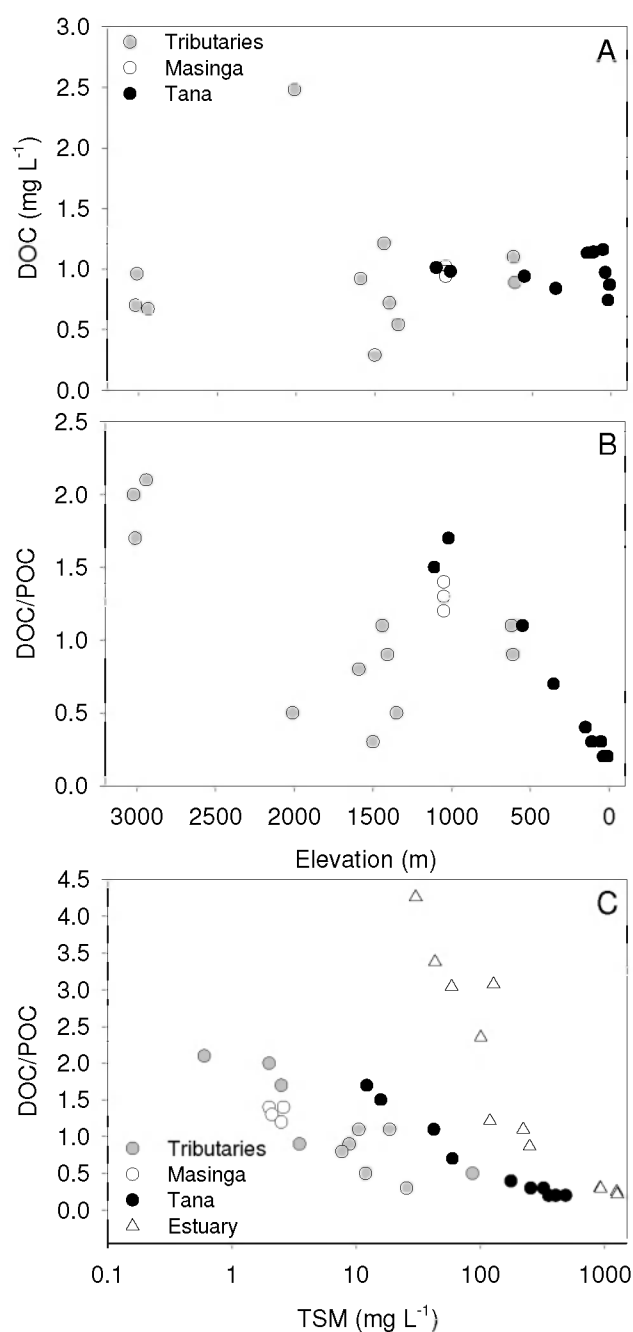 A
Tributaries
Masinga
Tana
3.0
2.5
2.0
1.5
1.0
0.5
0.0
DOC (mg L⁻¹)
B
2.5
2.0
1.5
1.0
0.5
0.0
DOC/POC
3000 2500 2000 1500 1000 500 0
Elevation (m)
C
4.5
4.0
3.5
3.0
2.5
2.0
1.5
1.0
0.5
0.0
DOC/POC
Tributaries
Masinga
Tana
Estuary
0.1 1 10 100 1000
TSM (mg L⁻¹)